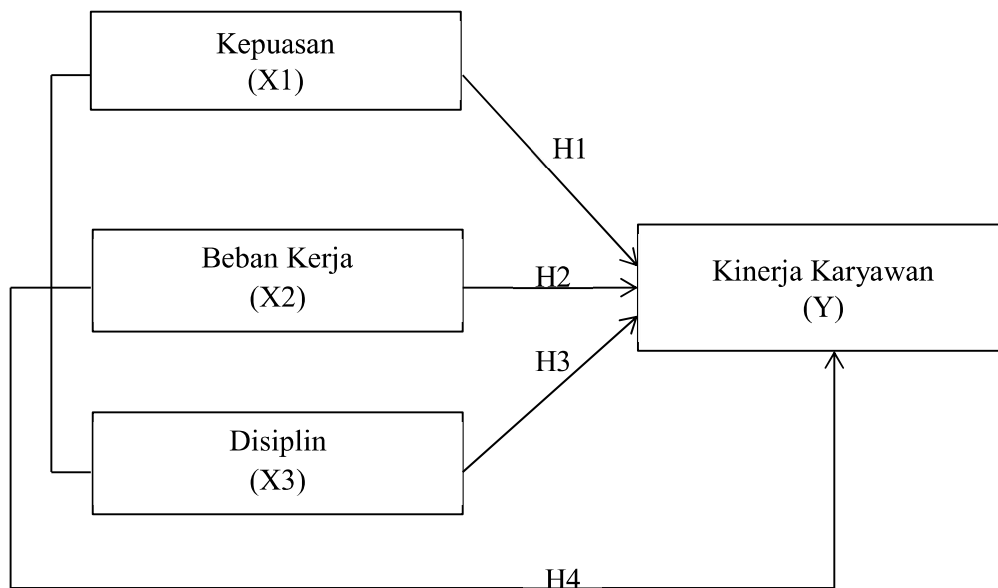 Kepuasan
(X1)
H1
Beban Kerja
(X2)
H2
Kinerja Karyawan
(Y)
H3
Disiplin
(X3)
H4